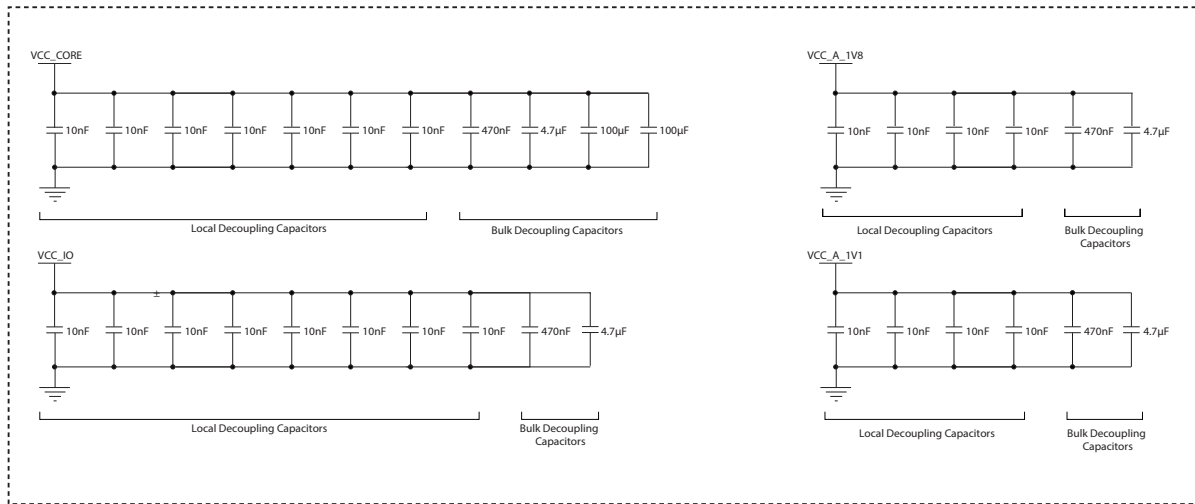 VCC_CORE
10nF 10nF 10nF 10nF 10nF 10nF 10nF 470nF 4.7µF 100µF 100µF
Local Decoupling Capacitors
Bulk Decoupling Capacitors
VCC_A_1V8
10nF 10nF 10nF 10nF 470nF 4.7µF
Local Decoupling Capacitors
Bulk Decoupling
Capacitors
VCC_IO
±
10nF 10nF 10nF 10nF 10nF 10nF 10nF 10nF 470nF 4.7µF
Local Decoupling Capacitors
Bulk Decoupling
Capacitors
VCC_A_1V1
10nF 10nF 10nF 10nF 470nF 4.7µF
Local Decoupling Capacitors
Bulk Decoupling
Capacitors